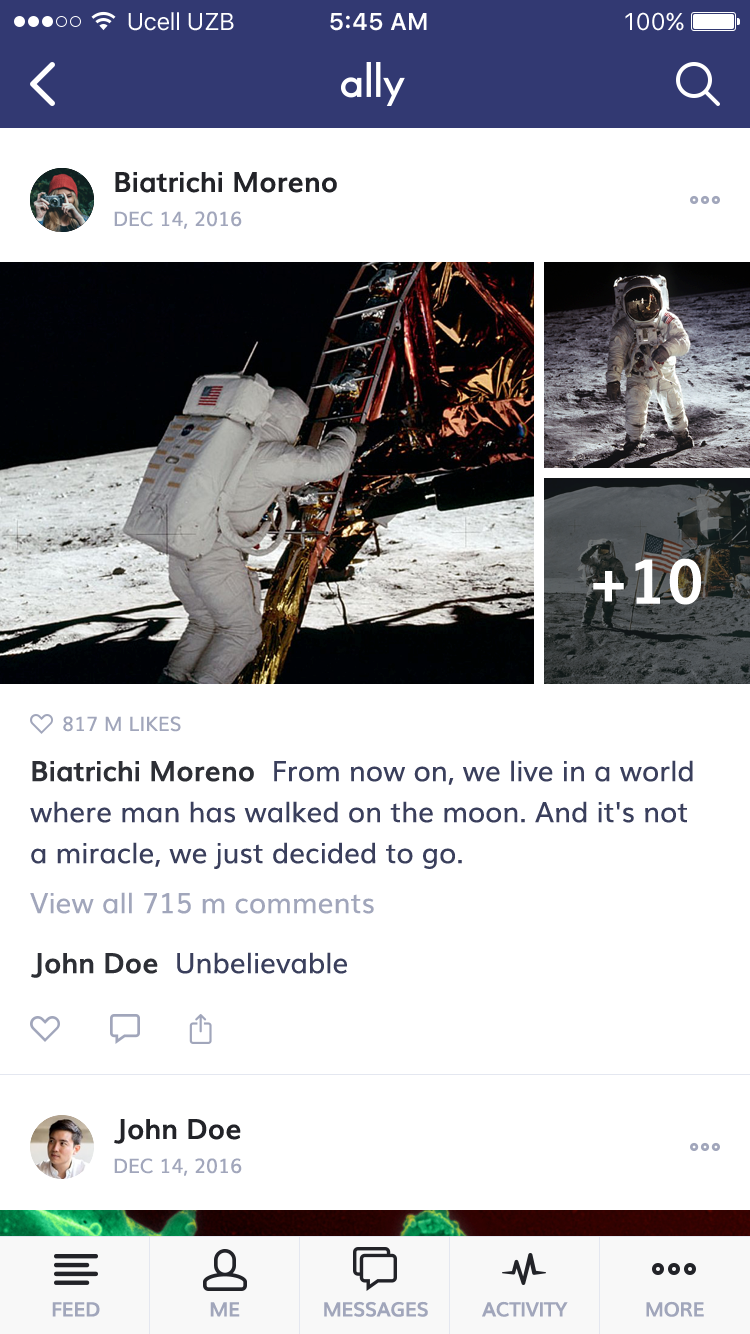 Ucell UZB 5:45 AM 100%
ally
Biatrichi Moreno
DEC 14, 2016
+10
817 M LIKES
Biatrichi Moreno From now on, we live in a world
where man has walked on the moon. And it's not
a miracle, we just decided to go.
View all 715 m comments
John Doe Unbelievable
John Doe
DEC 14, 2016
FEED ME MESSAGES ACTIVITY MORE